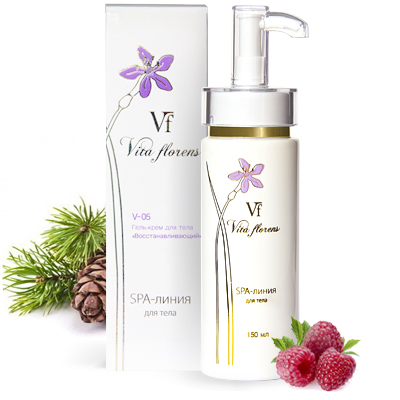 Vf
Vita florens
V-05
Гель-крем для тела
«Восстанавливающий»
SPA-линия
для тела
Vf
Vita florens
SPA-линия
для тела
150 мл